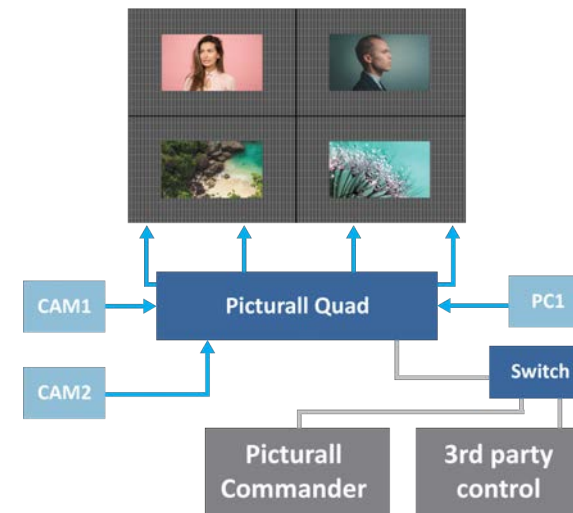 CAM1
Picturall Quad
PC1
CAM2
Switch
Picturall
Commander
3rd party
control